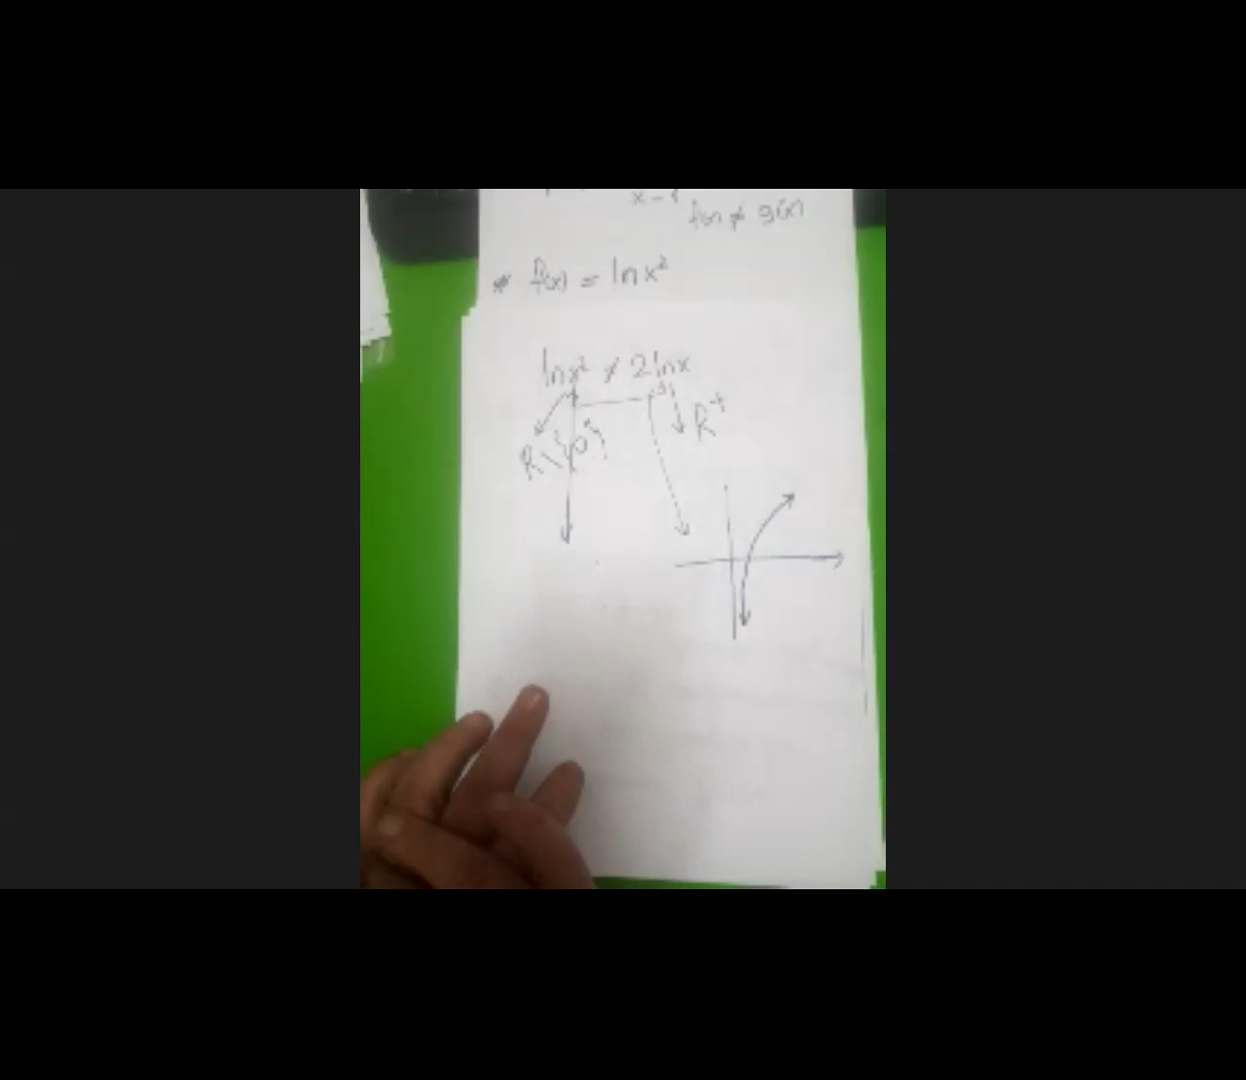 f(x) ≠ g(x)
* f(x) = ln x²
ln x² ≠ 2 ln x
R\{0} R⁺